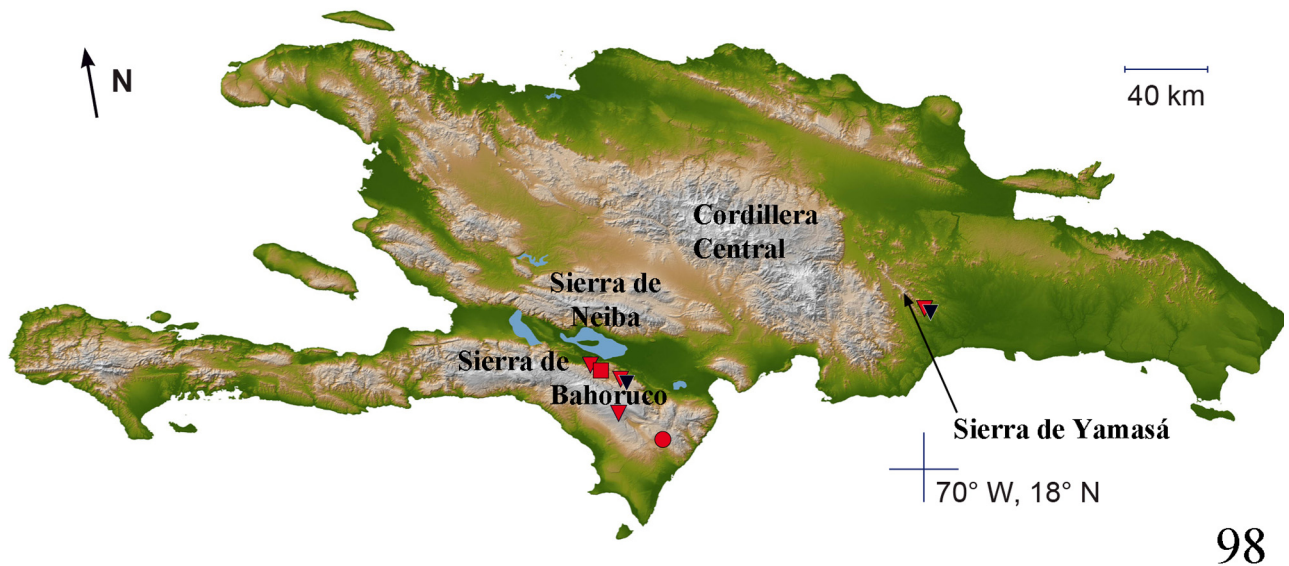 N
40 km
Cordillera
Central
Sierra de
Neiba
Sierra de
Bahoruco
Sierra de Yamasá
70° W, 18° N
98